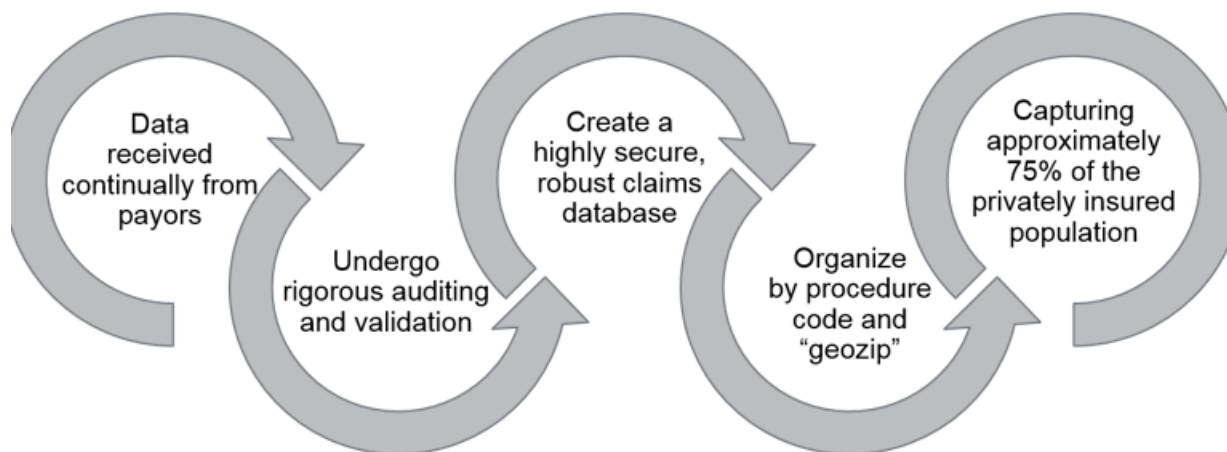 Data
received
continually from
payors
Undergo
rigorous auditing
and validation
Create a
highly secure,
robust claims
database
Organize
by procedure
code and
“geozip”
Capturing
approximately
75% of the
privately insured
population